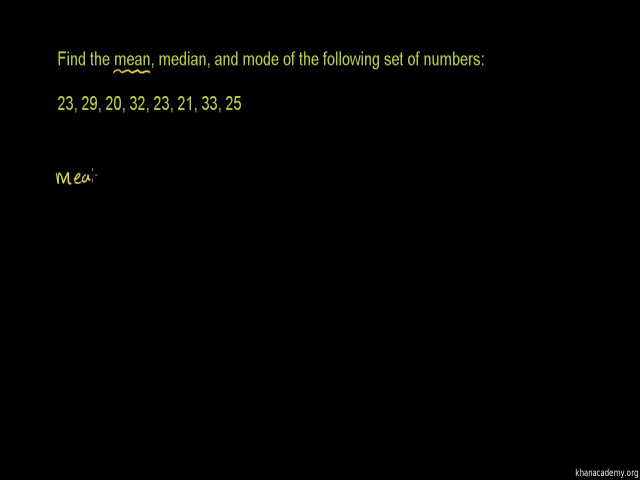 Find the mean, median, and mode of the following set of numbers:
23, 29, 20, 32, 23, 21, 33, 25
mea
khanacademy.org